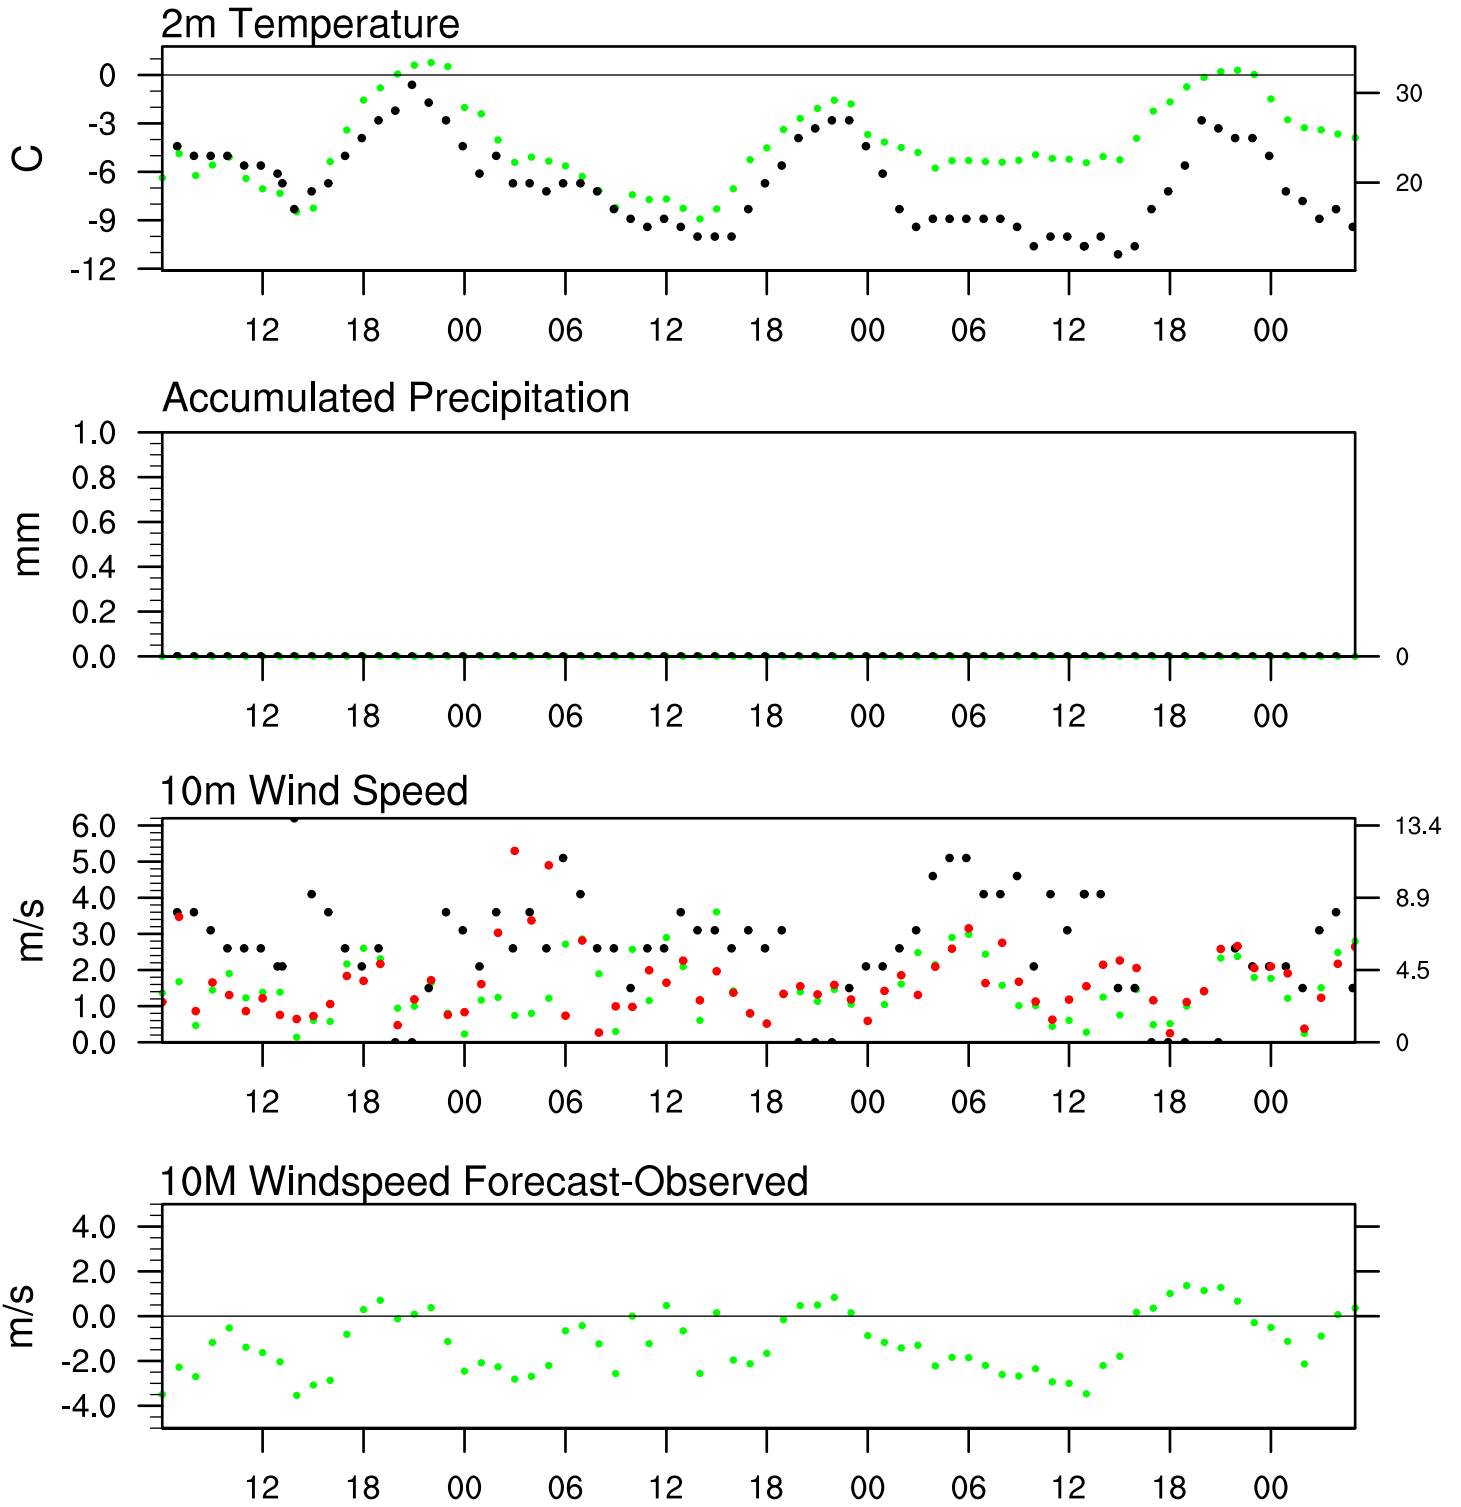 2m Temperature
0
-3
-6
-9
-12
C
30
20
12 18 00 06 12 18 00 06 12 18 00
Accumulated Precipitation
1.0
0.8
0.6
0.4
0.2
0.0
mm
0
12 18 00 06 12 18 00 06 12 18 00
10m Wind Speed
6.0
5.0
4.0
3.0
2.0
1.0
0.0
m/s
13.4
8.9
4.5
0
12 18 00 06 12 18 00 06 12 18 00
10M Windspeed Forecast-Observed
4.0
2.0
0.0
-2.0
-4.0
m/s
12 18 00 06 12 18 00 06 12 18 00